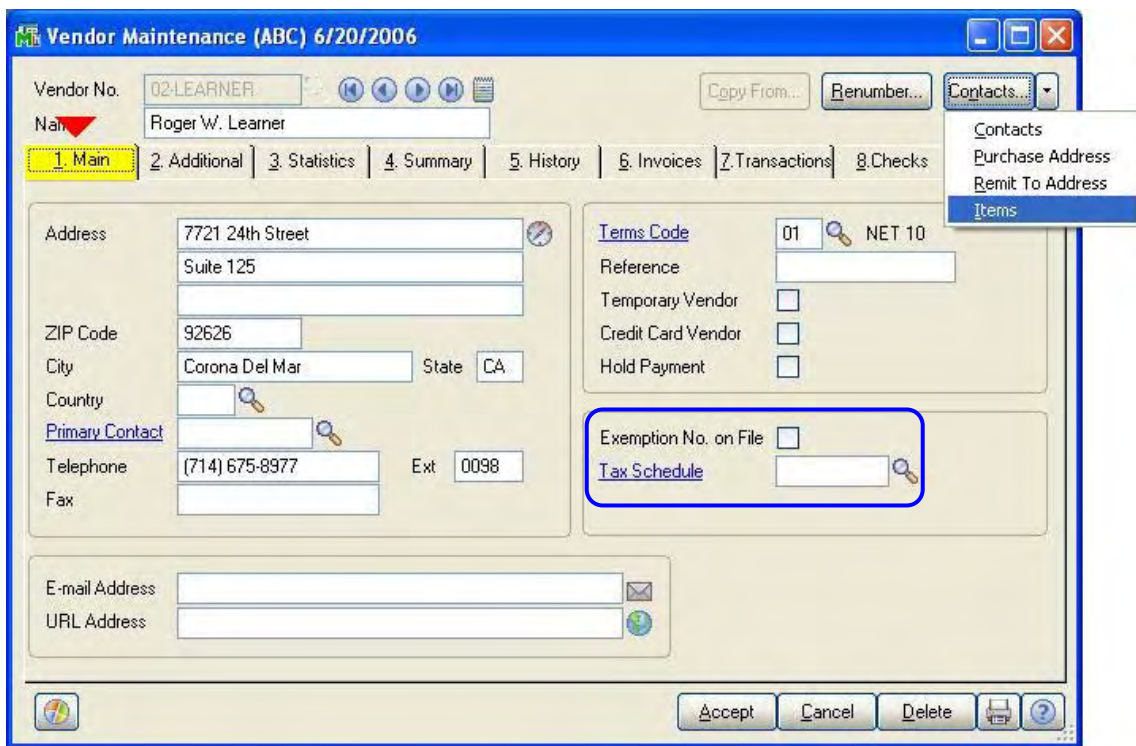 Vendor Maintenance (ABC) 6/20/2006
Vendor No. 02-LEARNER Copy From... Renumber... Contacts...
Roger W. Learner
Contacts
Purchase Address
Remit To Address
Items
1. Main 2. Additional 3. Statistics 4. Summary 5. History 6. Invoices 7.Transactions 8.Checks
Address 7721 24th Street
Suite 125
ZIP Code 92626
City Corona Del Mar State CA
Country
Primary Contact
Telephone (714) 675-8977 Ext 0098
Fax
Terms Code 01 NET 10
Reference
Temporary Vendor
Credit Card Vendor
Hold Payment
Exemption No. on File
Tax Schedule
E-mail Address
URL Address
Accept Cancel Delete